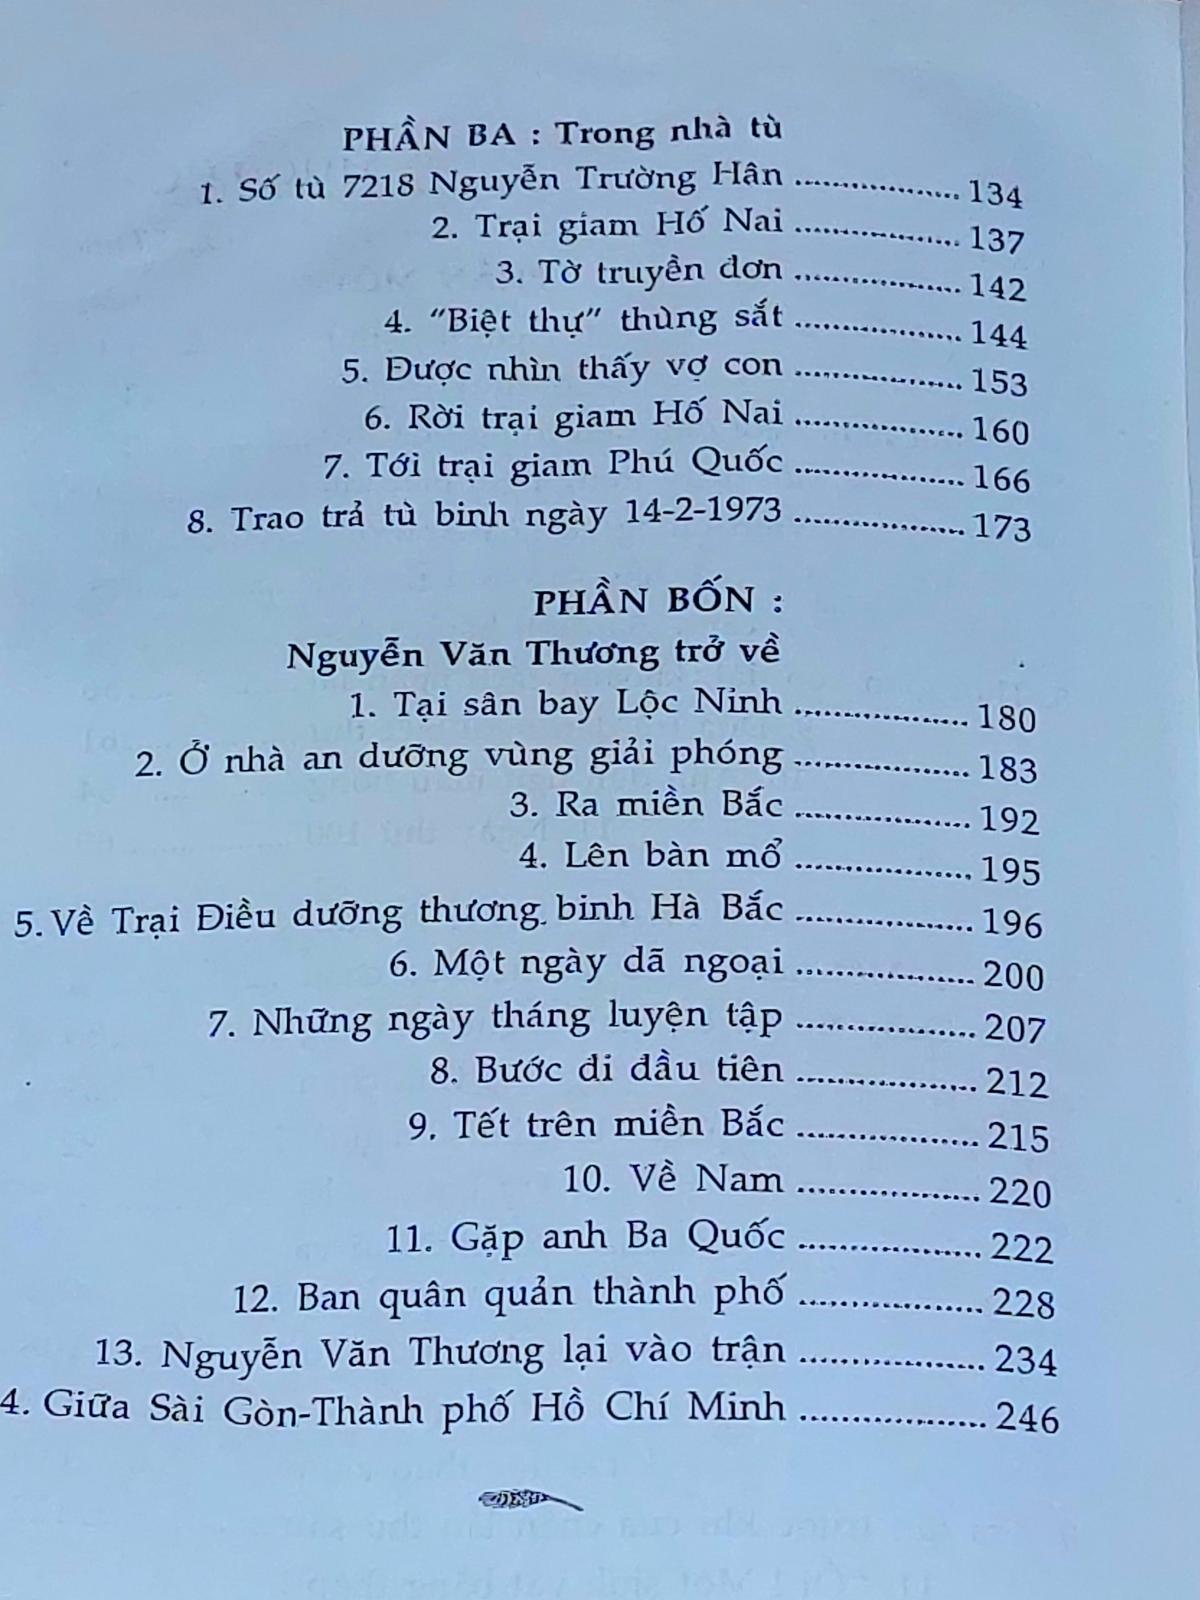 PHẦN BA : Trong nhà tù
1. Số tù 7218 Nguyễn Trường Hân .................. 134
2. Trại giam Hố Nai .................. 137
3. Tờ truyền đơn .................. 142
4. “Biệt thự” thùng sắt .................. 144
5. Được nhìn thấy vợ con .................. 153
6. Rời trại giam Hố Nai .................. 160
7. Tới trại giam Phú Quốc .................. 166
8. Trao trả tù binh ngày 14-2-1973 .................. 173
PHẦN BỐN :
Nguyễn Văn Thương trở về
1. Tại sân bay Lộc Ninh .................. 180
2. Ở nhà an dưỡng vùng giải phóng .................. 183
3. Ra miền Bắc .................. 192
4. Lên bàn mổ .................. 195
5. Về Trại Điều dưỡng thương binh Hà Bắc .................. 196
6. Một ngày dã ngoại .................. 200
7. Những ngày tháng luyện tập .................. 207
8. Bước đi đầu tiên .................. 212
9. Tết trên miền Bắc .................. 215
10. Về Nam .................. 220
11. Gặp anh Ba Quốc .................. 222
12. Ban quân quản thành phố .................. 228
13. Nguyễn Văn Thương lại vào trận .................. 234
4. Giữa Sài Gòn-Thành phố Hồ Chí Minh .................. 246